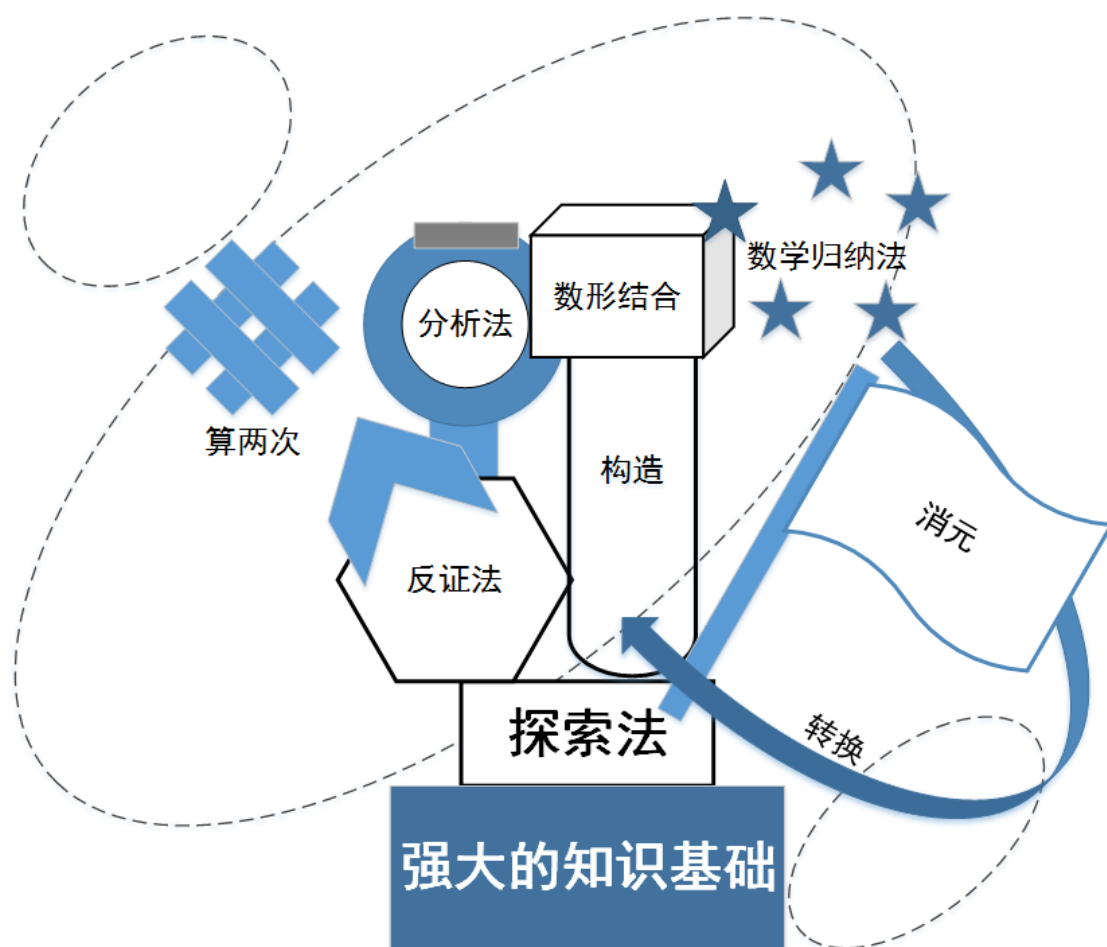 数学归纳法
数形结合
分析法
算两次
构造
消元
反证法
探索法
转换
强大的知识基础